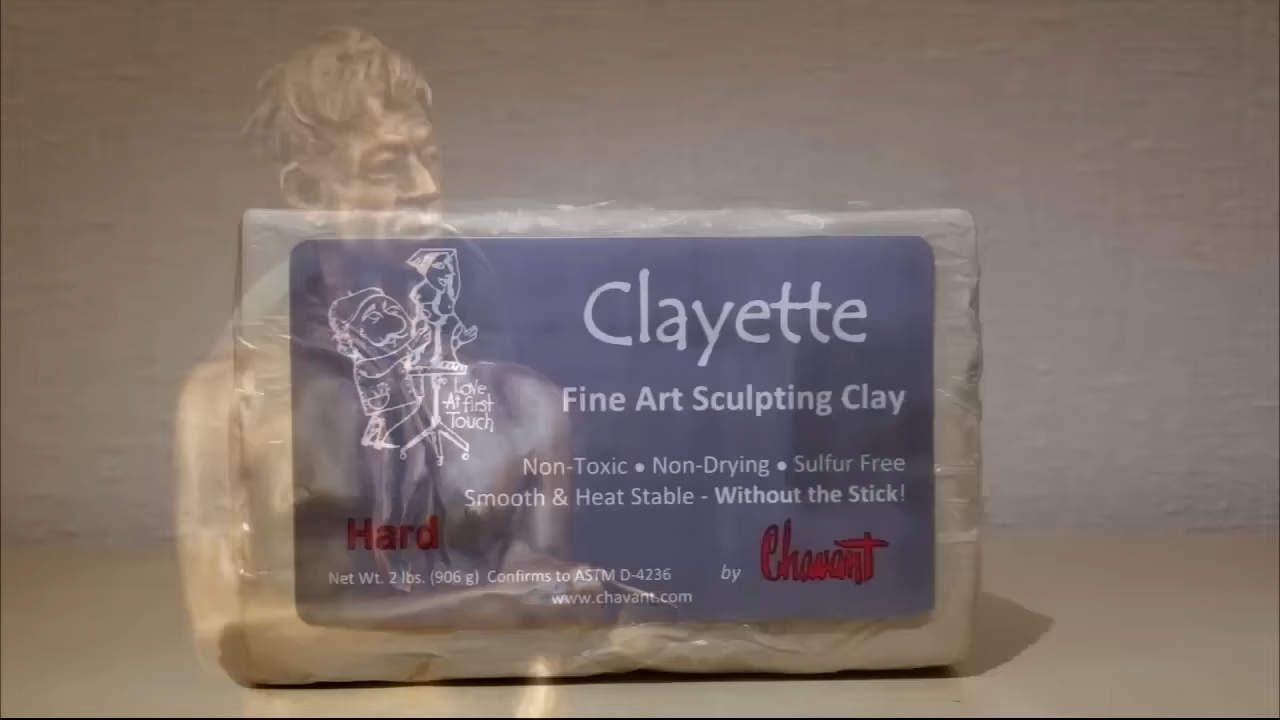 Clayette
Fine Art Sculpting Clay
Love
At first
Touch
Non-Toxic • Non-Drying • Sulfur Free
Smooth & Heat Stable - Without the Stick!
Hard
Net Wt. 2 lbs. (906 g) Confirms to ASTM D-4236
by Chavant
www.chavant.com